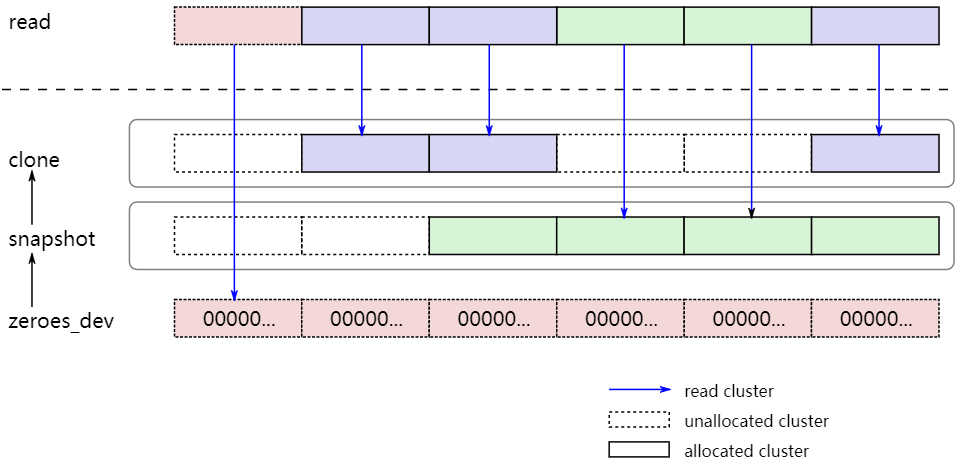 read
clone
snapshot
zeroes_dev 00000... 00000... 00000... 00000... 00000... 00000...
read cluster
unallocated cluster
allocated cluster